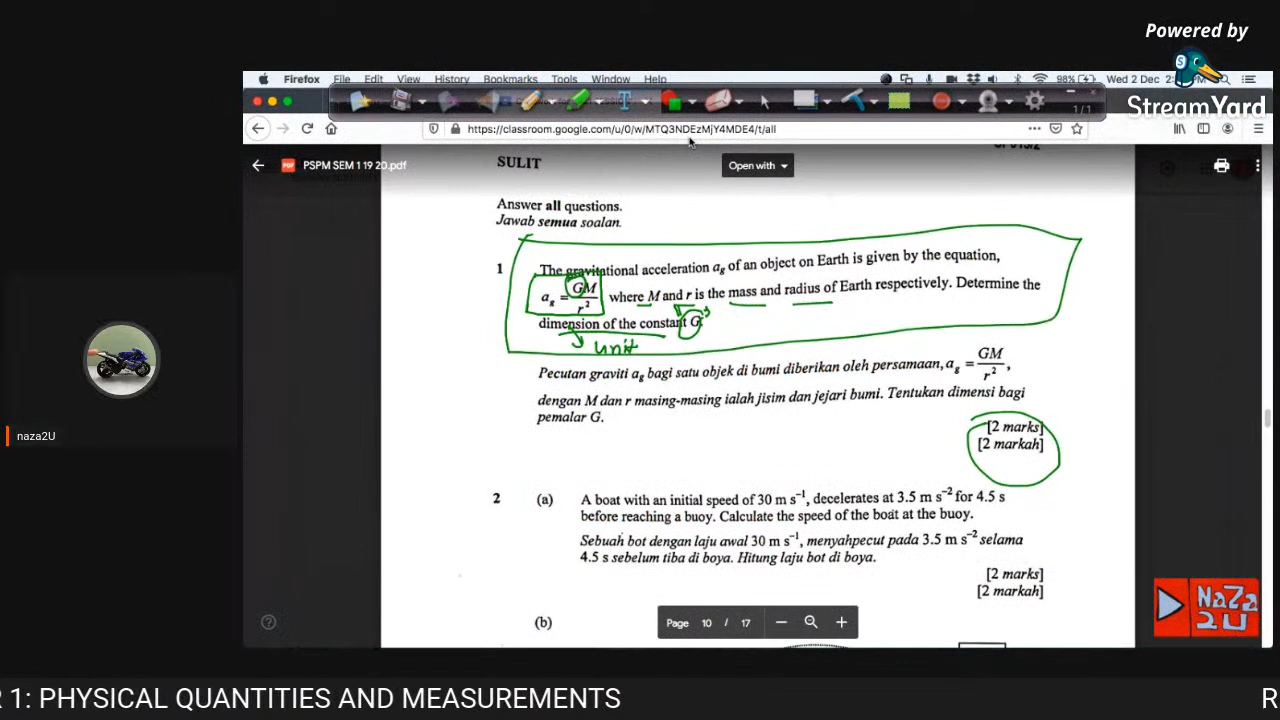 Powered by
StreamYard
Firefox File Edit View History Bookmarks Tools Window Help 98% Wed 2 Dec
1/1
https://classroom.google.com/u/0/w/MTQ3NDEzMjY4MDE4/t/all
PSPM SEM 1 19 20.pdf
Open with
SULIT
Answer all questions.
Jawab semua soalan.
1 The gravitational acceleration a_g of an object on Earth is given by the equation,
a_g = GM/r² where M and r is the mass and radius of Earth respectively. Determine the
dimension of the constant G.
unit
Pecutan graviti a_g bagi satu objek di bumi diberikan oleh persamaan, a_g = GM/r²,
dengan M dan r masing-masing ialah jisim dan jejari bumi. Tentukan dimensi bagi
pemalar G.
[2 marks]
[2 markah]
2 (a) A boat with an initial speed of 30 m s⁻¹, decelerates at 3.5 m s⁻² for 4.5 s
before reaching a buoy. Calculate the speed of the boat at the buoy.
Sebuah bot dengan laju awal 30 m s⁻¹, menyahpecut pada 3.5 m s⁻² selama
4.5 s sebelum tiba di boya. Hitung laju bot di boya.
[2 marks]
[2 markah]
(b)
Page 10 / 17
naza2U
NaZa
2U
1: PHYSICAL QUANTITIES AND MEASUREMENTS